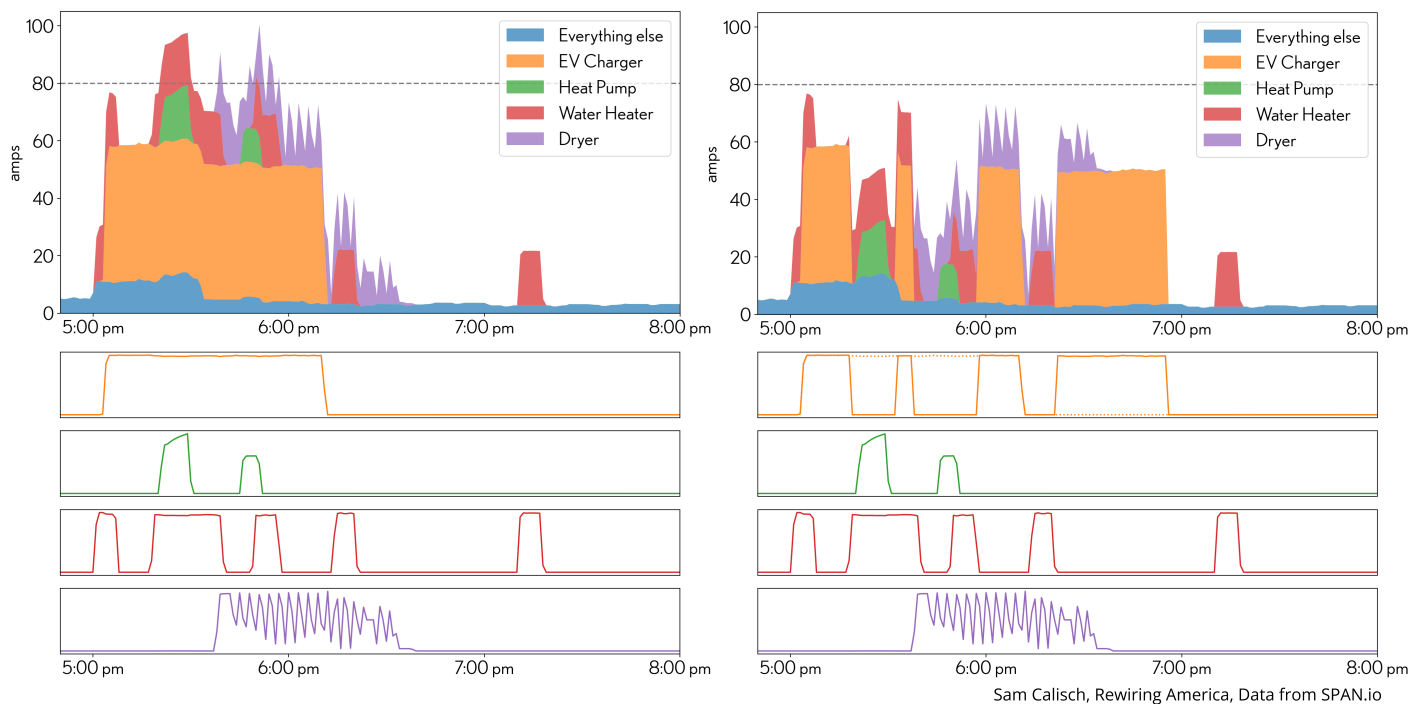 100
80
60
40
20
0
amps
Everything else
EV Charger
Heat Pump
Water Heater
Dryer
5:00 pm
6:00 pm
7:00 pm
8:00 pm
5:00 pm
6:00 pm
7:00 pm
8:00 pm
100
80
60
40
20
0
amps
Everything else
EV Charger
Heat Pump
Water Heater
Dryer
5:00 pm
6:00 pm
7:00 pm
8:00 pm
5:00 pm
6:00 pm
7:00 pm
8:00 pm
Sam Calisch, Rewiring America, Data from SPAN.io